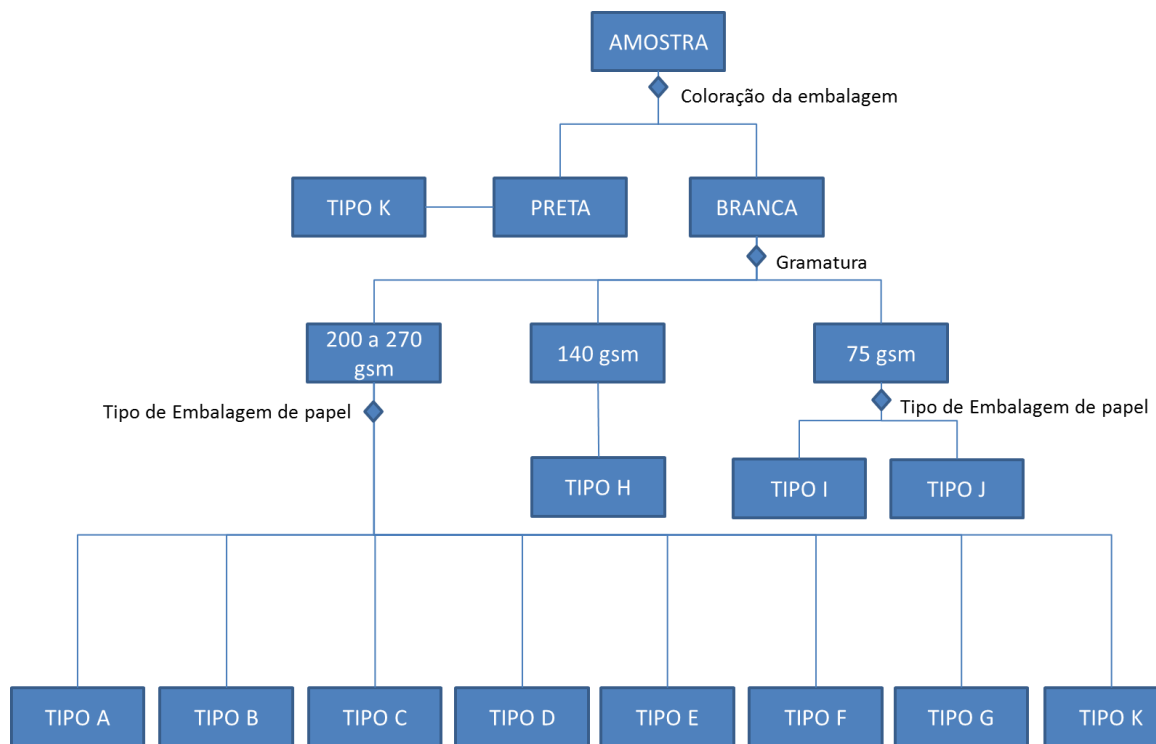 AMOSTRA
Coloração da embalagem
TIPO K
PRETA
BRANCA
Gramatura
200 a 270
gsm
140 gsm
75 gsm
Tipo de Embalagem de papel
Tipo de Embalagem de papel
TIPO H
TIPO I
TIPO J
TIPO A
TIPO B
TIPO C
TIPO D
TIPO E
TIPO F
TIPO G
TIPO K